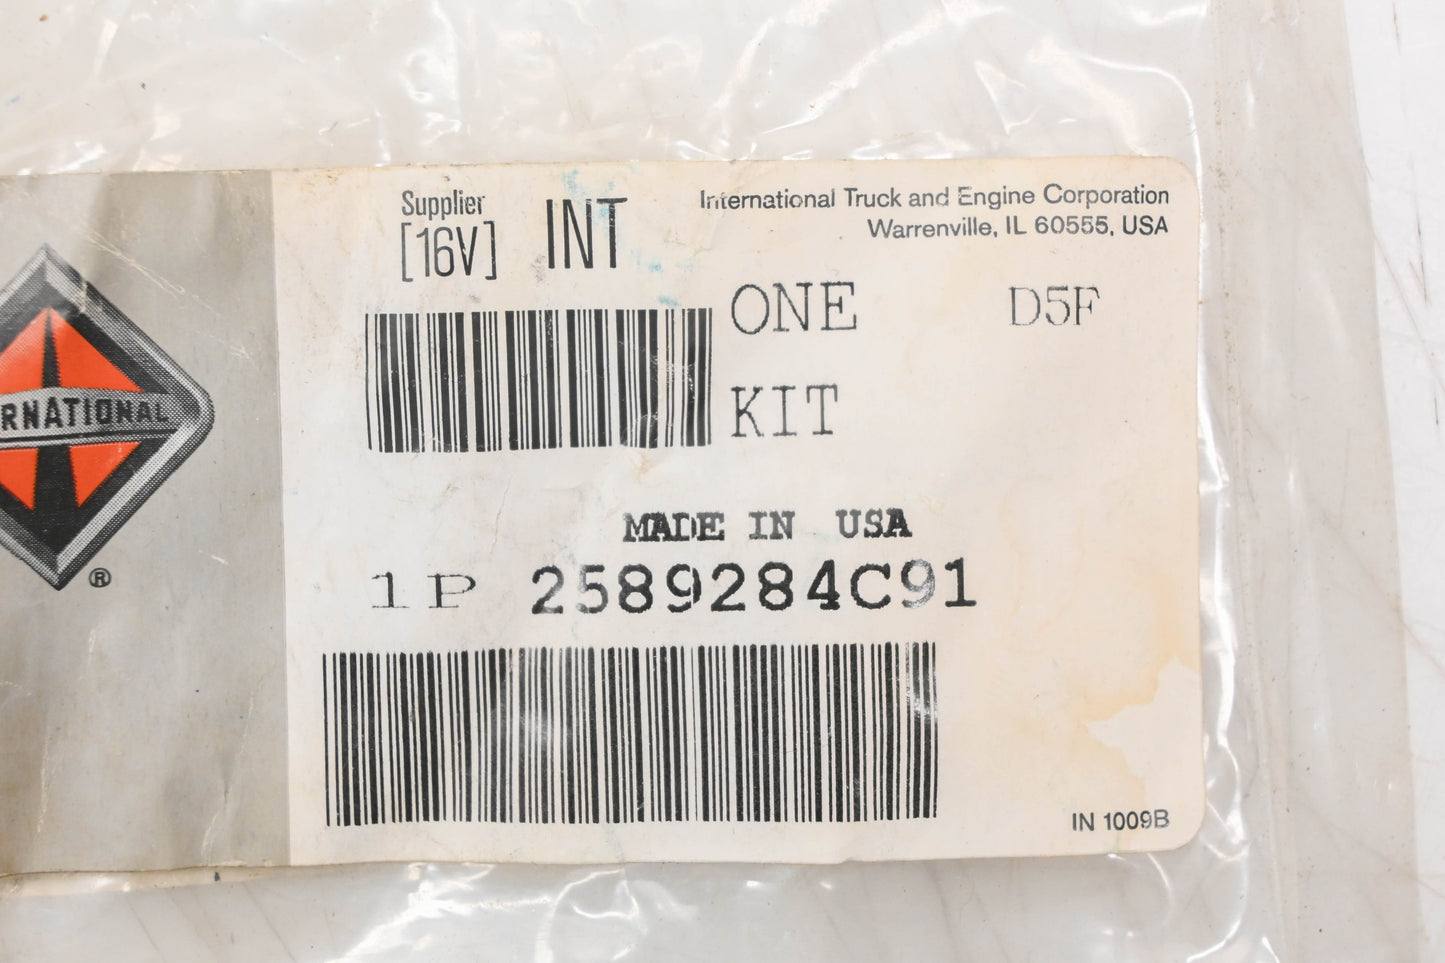 Supplier
[16V] INT
International Truck and Engine Corporation
Warrenville, IL 60555, USA
ONE D5F
KIT
RNATIONAL
®
MADE IN USA
1P 2589284C91
IN 1009B